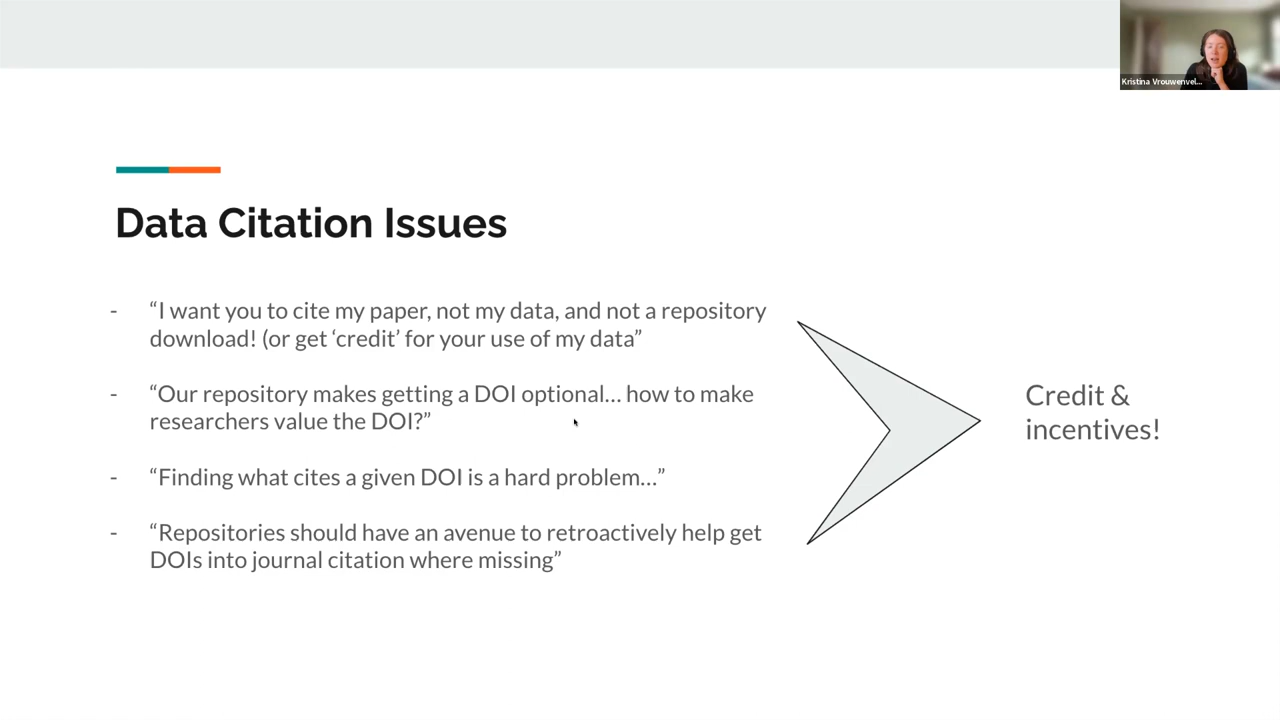 Kristina Vrouwenvel...
Data Citation Issues
- “I want you to cite my paper, not my data, and not a repository
download! (or get ‘credit’ for your use of my data”
- “Our repository makes getting a DOI optional... how to make
researchers value the DOI?”
- “Finding what cites a given DOI is a hard problem...”
- “Repositories should have an avenue to retroactively help get
DOIs into journal citation where missing”
Credit &
incentives!